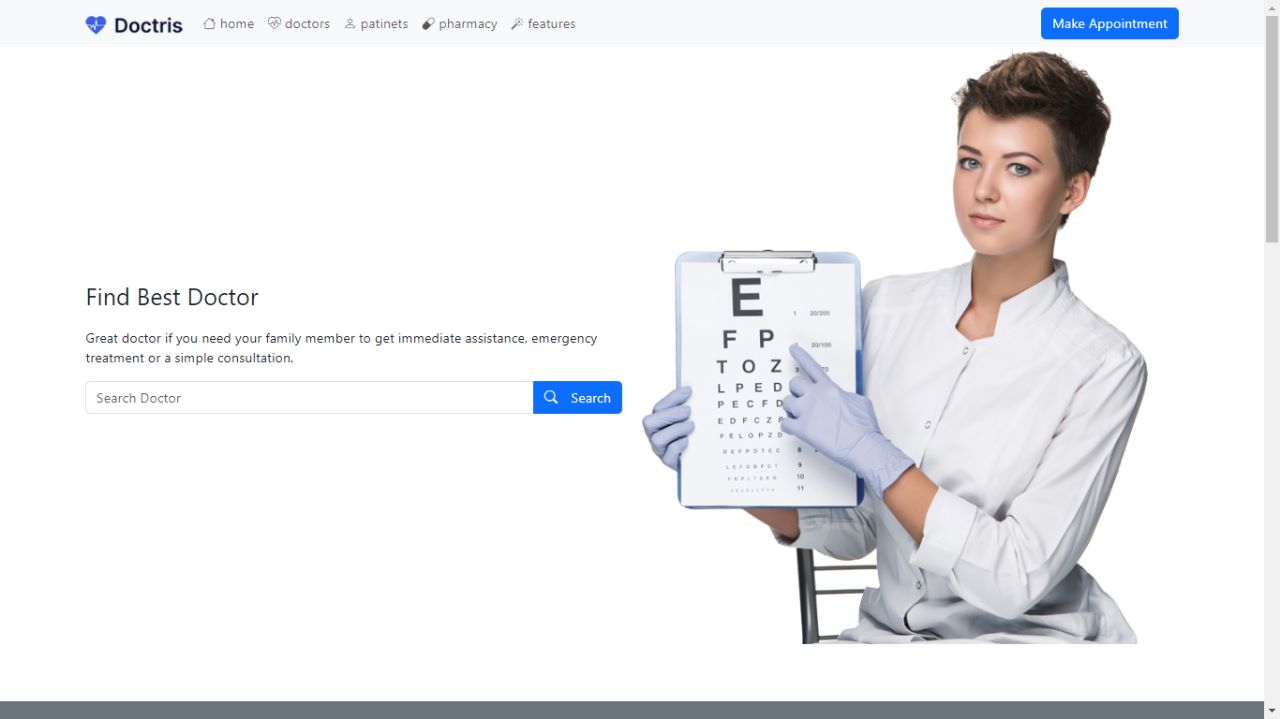 Doctris home doctors patinets pharmacy features Make Appointment
Find Best Doctor
Great doctor if you need your family member to get immediate assistance, emergency
treatment or a simple consultation.
Search Doctor Search
E 1 20/200
F P 20/100
T O Z 3
L P E D
P E C F D
E D F C Z P
F E L O P Z D
D E F P O T E C 8
9
10
11